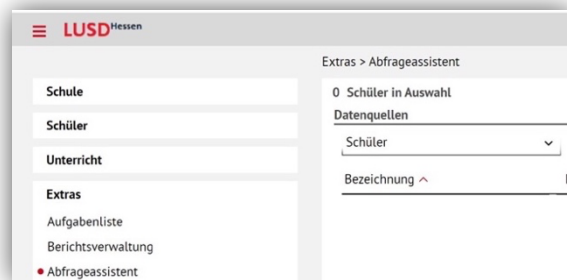 LUSD Hessen
Extras > Abfrageassistent
Schule
Schüler
Unterricht
Extras
Aufgabenliste
Berichtsverwaltung
Abfrageassistent
0 Schüler in Auswahl
Datenquellen
Schüler
Bezeichnung